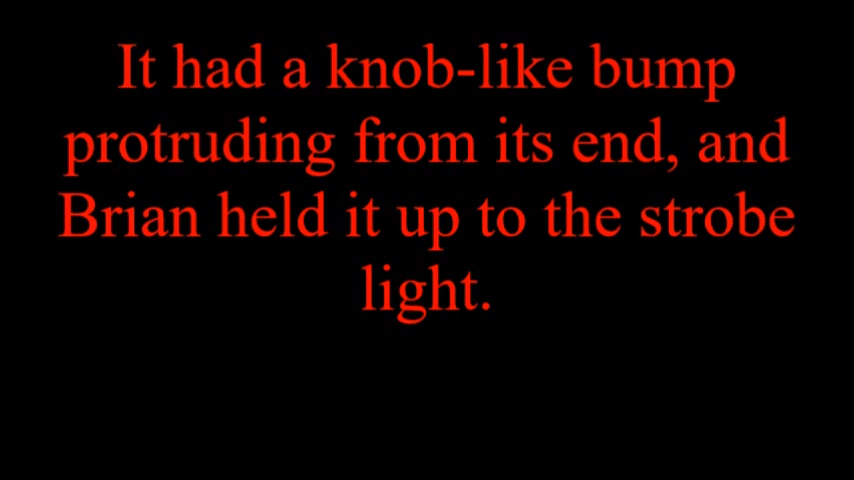 It had a knob-like bump
protruding from its end, and
Brian held it up to the strobe
light.